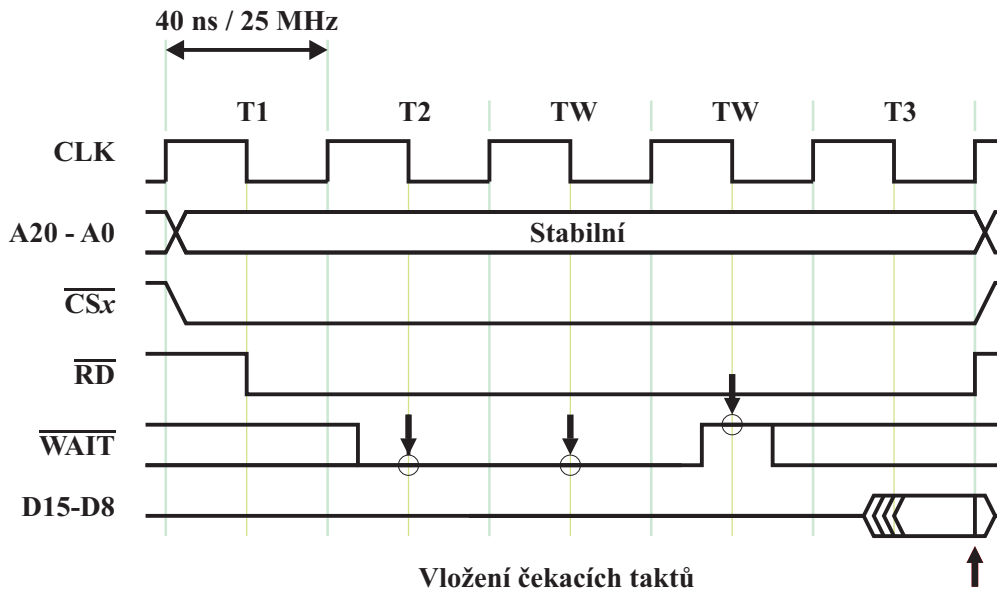 40 ns / 25 MHz
T1 T2 TW TW T3
CLK
A20 - A0 Stabilní
CSx
RD
WAIT
D15-D8
Vložení čekacích taktů